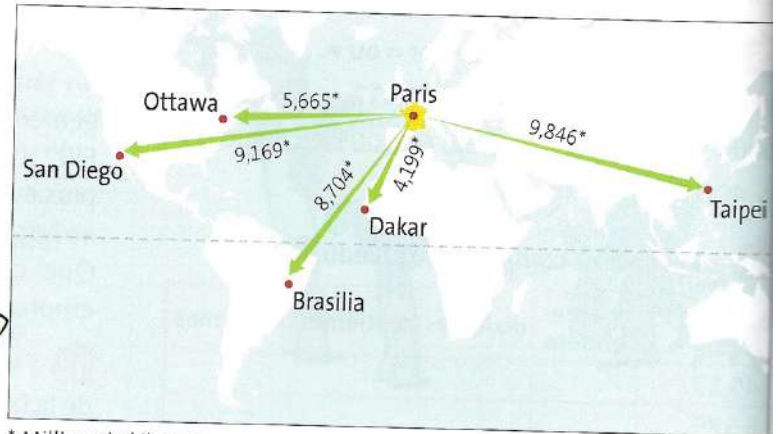 Paris
Ottawa
5,665*
9,846*
San Diego
9,169*
8,704*
4,199*
Taipei
Dakar
Brasilia